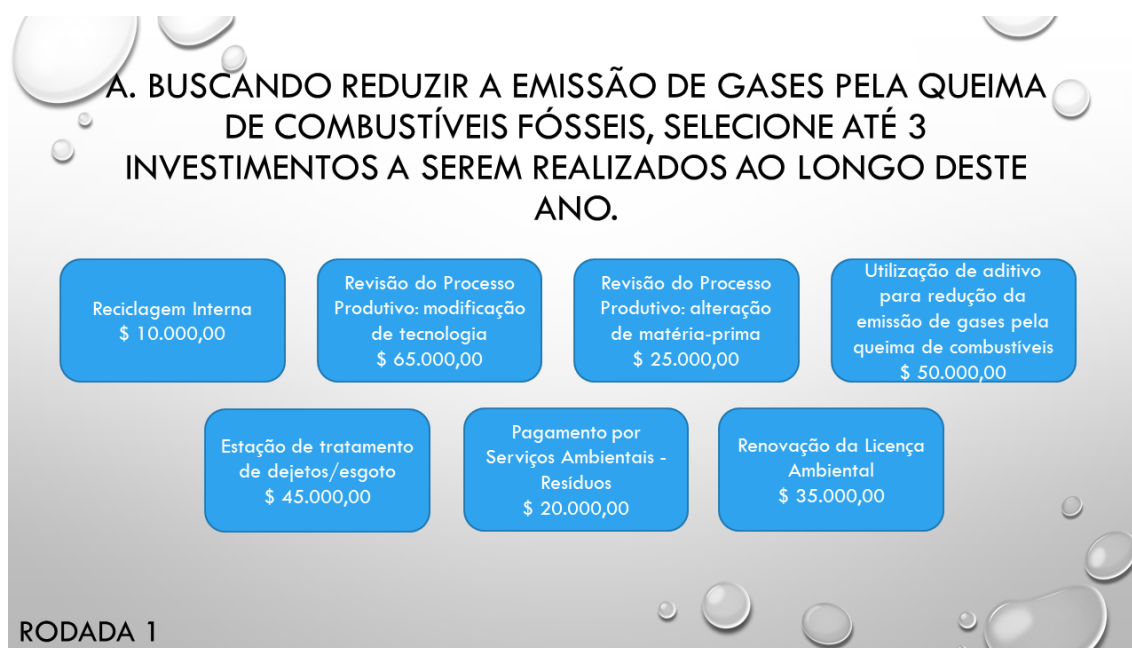 A. BUSCANDO REDUZIR A EMISSÃO DE GASES PELA QUEIMA
DE COMBUSTÍVEIS FÓSSEIS, SELECIONE ATÉ 3
INVESTIMENTOS A SEREM REALIZADOS AO LONGO DESTE
ANO.
Reciclagem Interna
$ 10.000,00
Revisão do Processo
Produtivo: modificação
de tecnologia
$ 65.000,00
Revisão do Processo
Produtivo: alteração
de matéria-prima
$ 25.000,00
Utilização de aditivo
para redução da
emissão de gases pela
queima de combustíveis
$ 50.000,00
Estação de tratamento
de dejetos/esgoto
$ 45.000,00
Pagamento por
Serviços Ambientais -
Resíduos
$ 20.000,00
Renovação da Licença
Ambiental
$ 35.000,00
RODADA 1